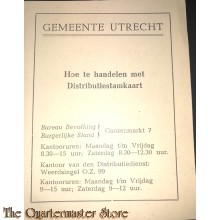 GEMEENTE UTRECHT
Hoe te handelen met
Distributiestamkaart
Bureau Bevolking }
Burgerlijke Stand } Ganzenmarkt 7
Kantooruren: Maandag t/m Vrijdag
8.30—15 uur; Zaterdag 8.30—12.30 uur.
Kantoor van den Distributiedienst:
Weerdsingel O.Z. 99
Kantooruren: Maandag t/m Vrijdag
9—15 uur; Zaterdag 9—12 uur.
The Quartermaster Store